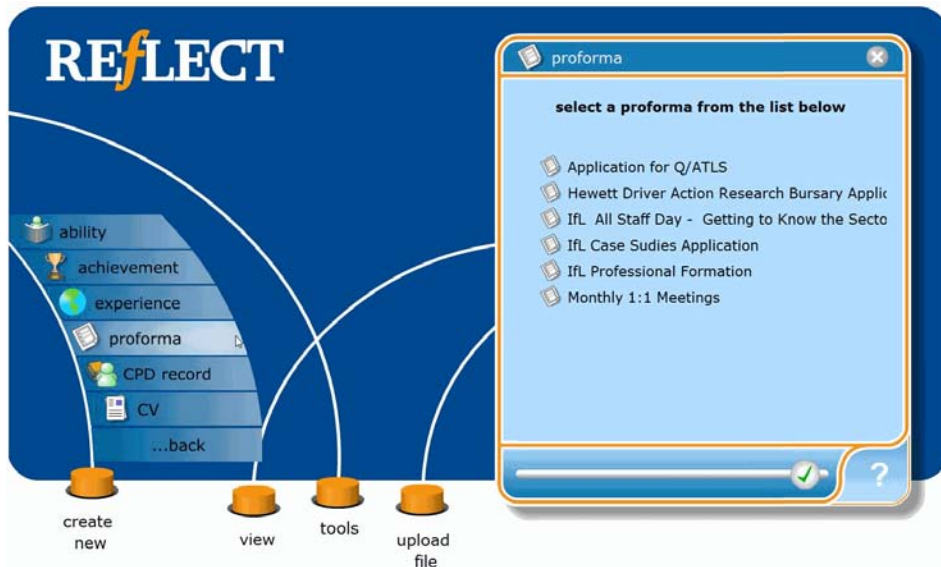 REfLECT
ability
achievement
experience
proforma
CPD record
CV
...back
create
new
view
tools
upload
file
proforma
select a proforma from the list below
Application for Q/ATLS
Hewett Driver Action Research Bursary Applic
IfL All Staff Day - Getting to Know the Secto
IfL Case Sudies Application
IfL Professional Formation
Monthly 1:1 Meetings
?